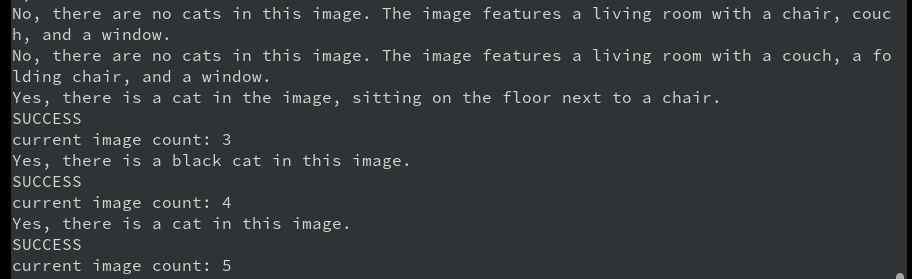 No, there are no cats in this image. The image features a living room with a chair, couc
h, and a window.
No, there are no cats in this image. The image features a living room with a couch, a fo
lding chair, and a window.
Yes, there is a cat in the image, sitting on the floor next to a chair.
SUCCESS
current image count: 3
Yes, there is a black cat in this image.
SUCCESS
current image count: 4
Yes, there is a cat in this image.
SUCCESS
current image count: 5